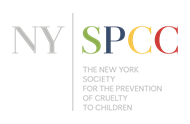 NY SPCC
THE NEW YORK
SOCIETY
FOR THE PREVENTION
OF CRUELTY
TO CHILDREN